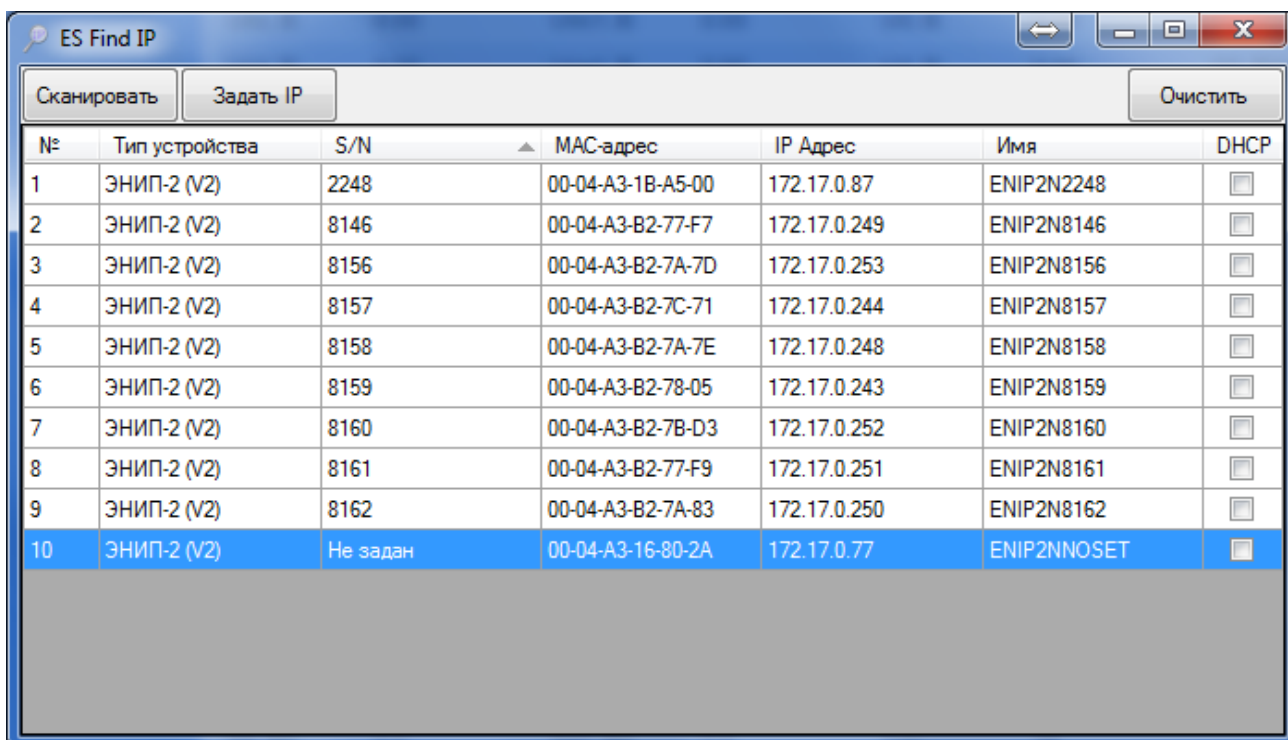 ES Find IP
Сканировать Задать IP Очистить
№ Тип устройства S/N MAC-адрес IP Адрес Имя DHCP
1 ЭНИП-2 (V2) 2248 00-04-A3-1B-A5-00 172.17.0.87 ENIP2N2248
2 ЭНИП-2 (V2) 8146 00-04-A3-B2-77-F7 172.17.0.249 ENIP2N8146
3 ЭНИП-2 (V2) 8156 00-04-A3-B2-7A-7D 172.17.0.253 ENIP2N8156
4 ЭНИП-2 (V2) 8157 00-04-A3-B2-7C-71 172.17.0.244 ENIP2N8157
5 ЭНИП-2 (V2) 8158 00-04-A3-B2-7A-7E 172.17.0.248 ENIP2N8158
6 ЭНИП-2 (V2) 8159 00-04-A3-B2-78-05 172.17.0.243 ENIP2N8159
7 ЭНИП-2 (V2) 8160 00-04-A3-B2-7B-D3 172.17.0.252 ENIP2N8160
8 ЭНИП-2 (V2) 8161 00-04-A3-B2-77-F9 172.17.0.251 ENIP2N8161
9 ЭНИП-2 (V2) 8162 00-04-A3-B2-7A-83 172.17.0.250 ENIP2N8162
10 ЭНИП-2 (V2) Не задан 00-04-A3-16-80-2A 172.17.0.77 ENIP2NNOSET